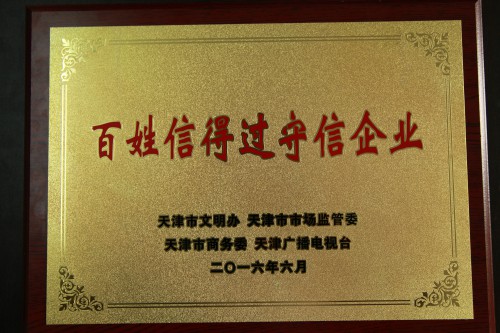 百姓信得过守信企业
天津市文明办 天津市市场监管委
天津市商务委 天津广播电视台
二〇一六年六月